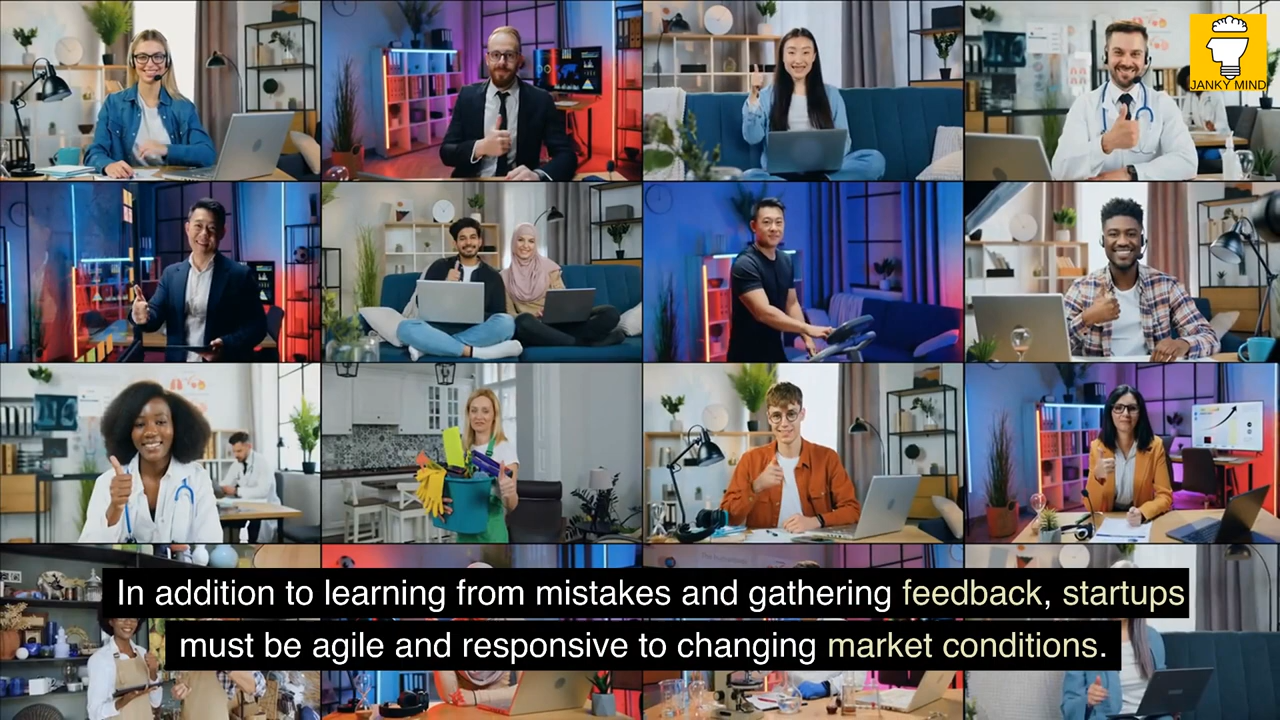 JANKY MIND
In addition to learning from mistakes and gathering feedback, startups
must be agile and responsive to changing market conditions.